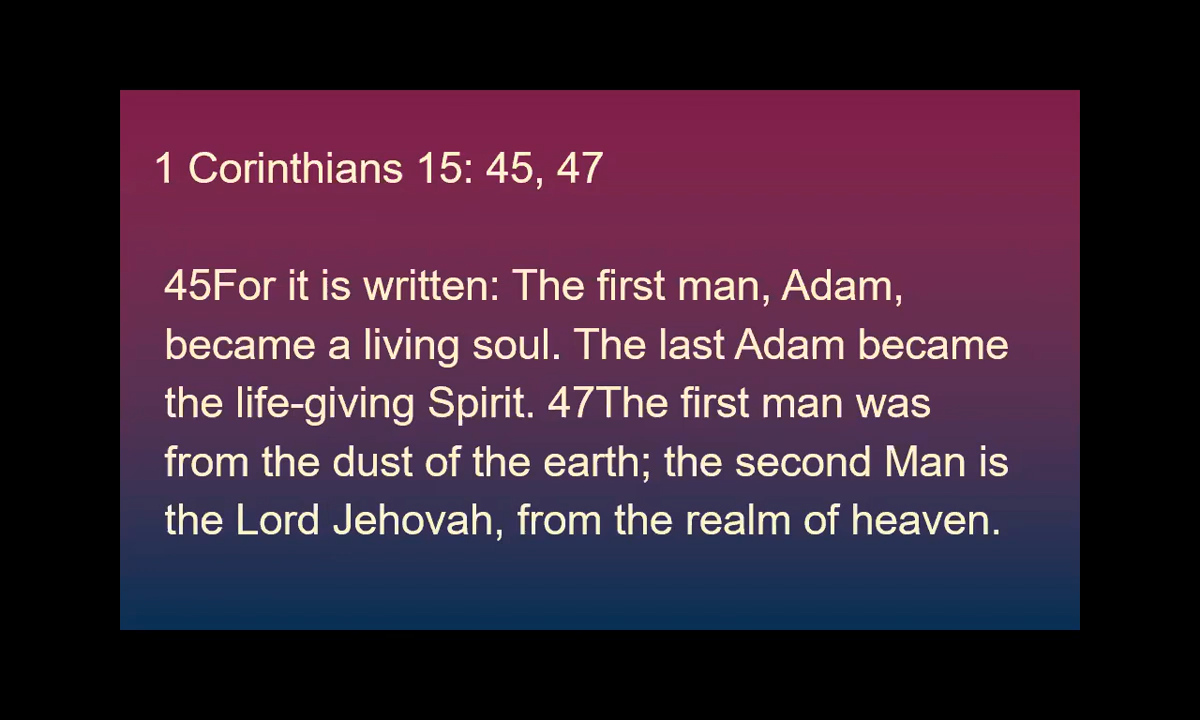 1 Corinthians 15: 45, 47
45For it is written: The first man, Adam,
became a living soul. The last Adam became
the life-giving Spirit. 47The first man was
from the dust of the earth; the second Man is
the Lord Jehovah, from the realm of heaven.